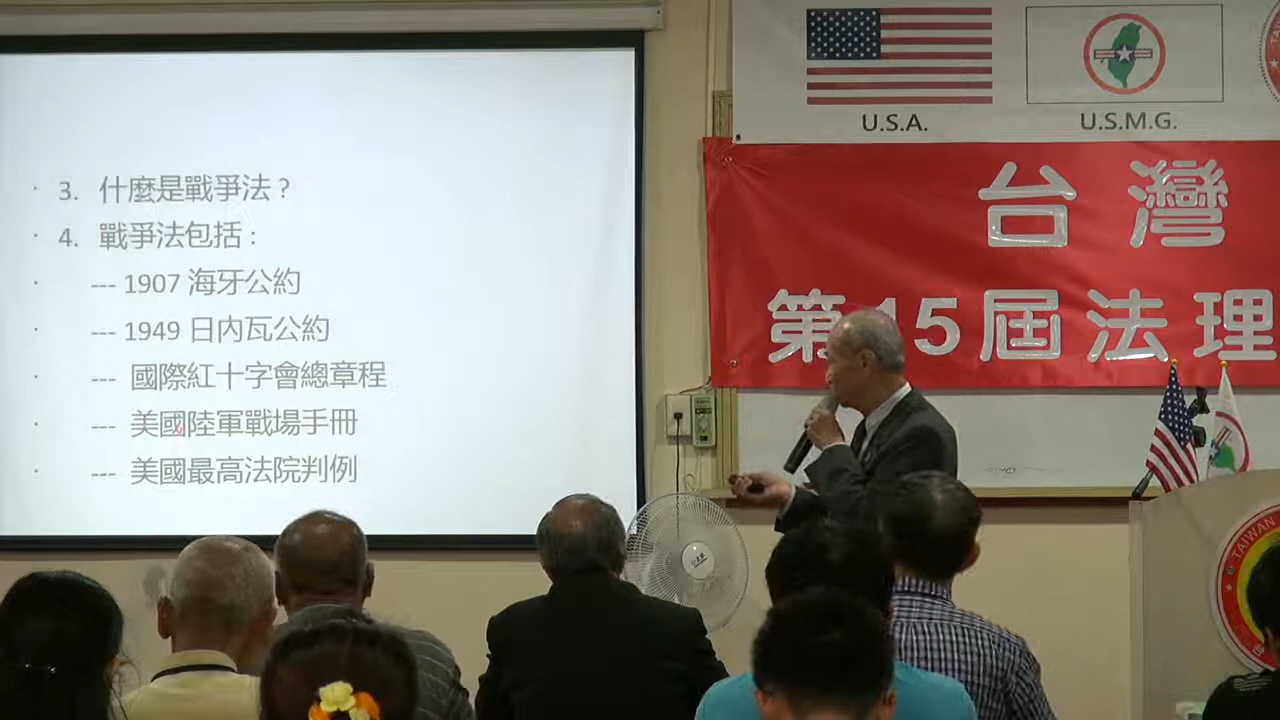 3. 什麼是戰爭法?
4. 戰爭法包括:
--- 1907 海牙公約
--- 1949 日內瓦公約
--- 國際紅十字會總章程
--- 美國陸軍戰場手冊
--- 美國最高法院判例
U.S.A.
U.S.M.G.
台灣
第15屆法理
TAIWAN